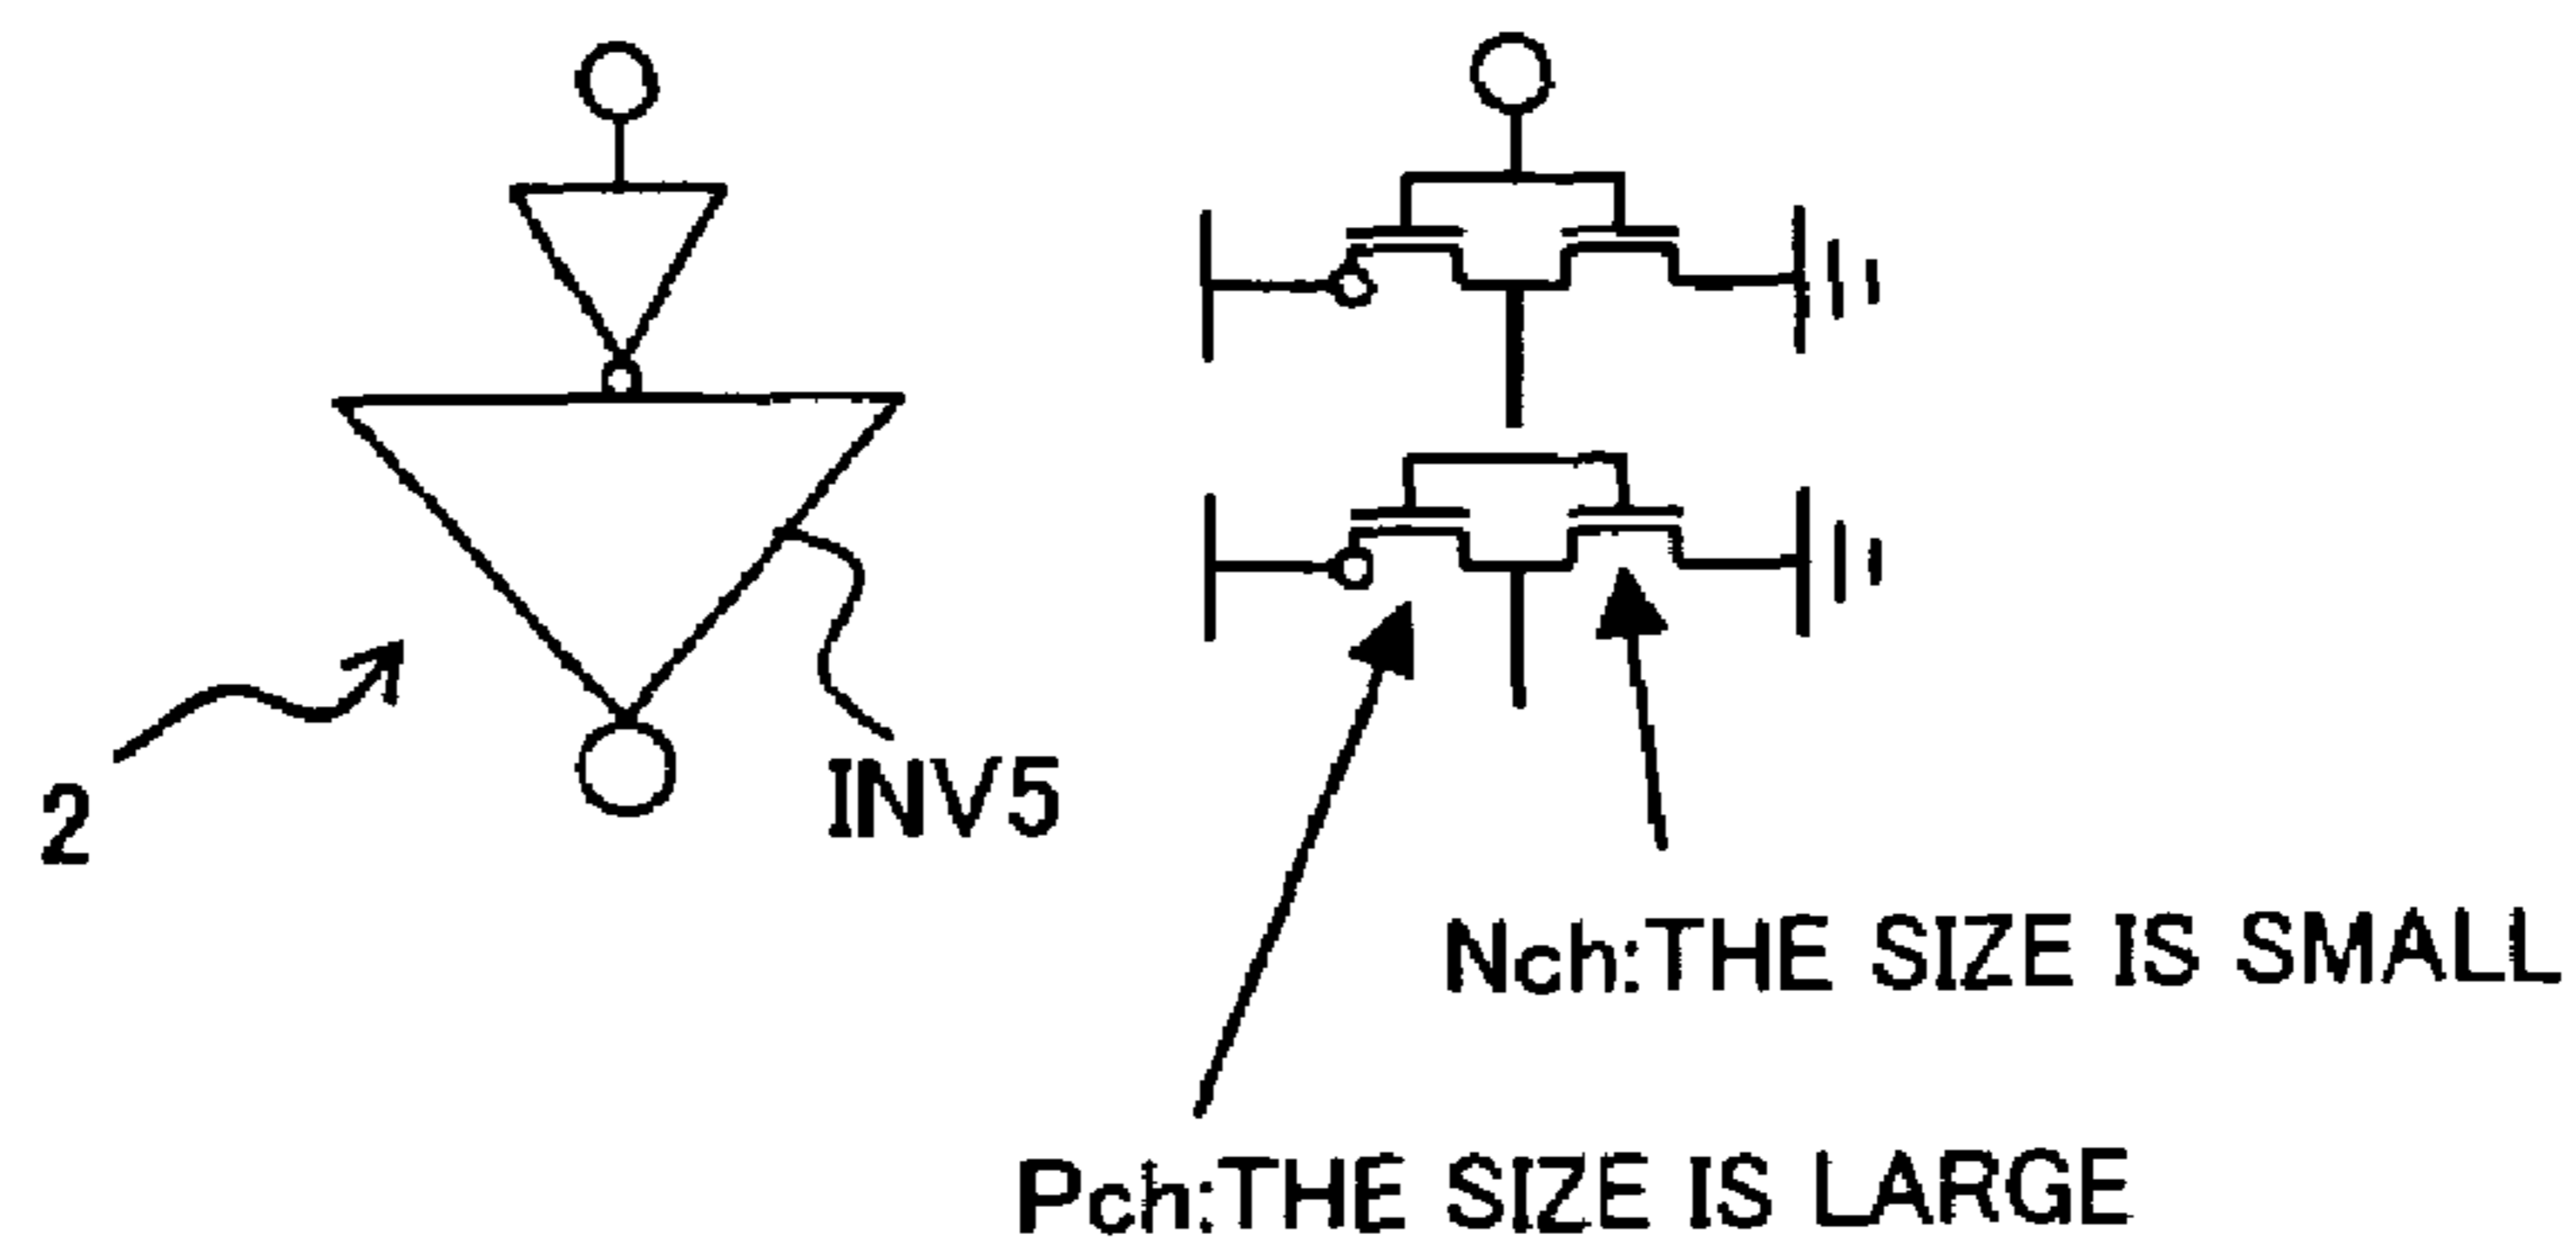 INV5
2
Nch:THE SIZE IS SMALL
Pch:THE SIZE IS LARGE